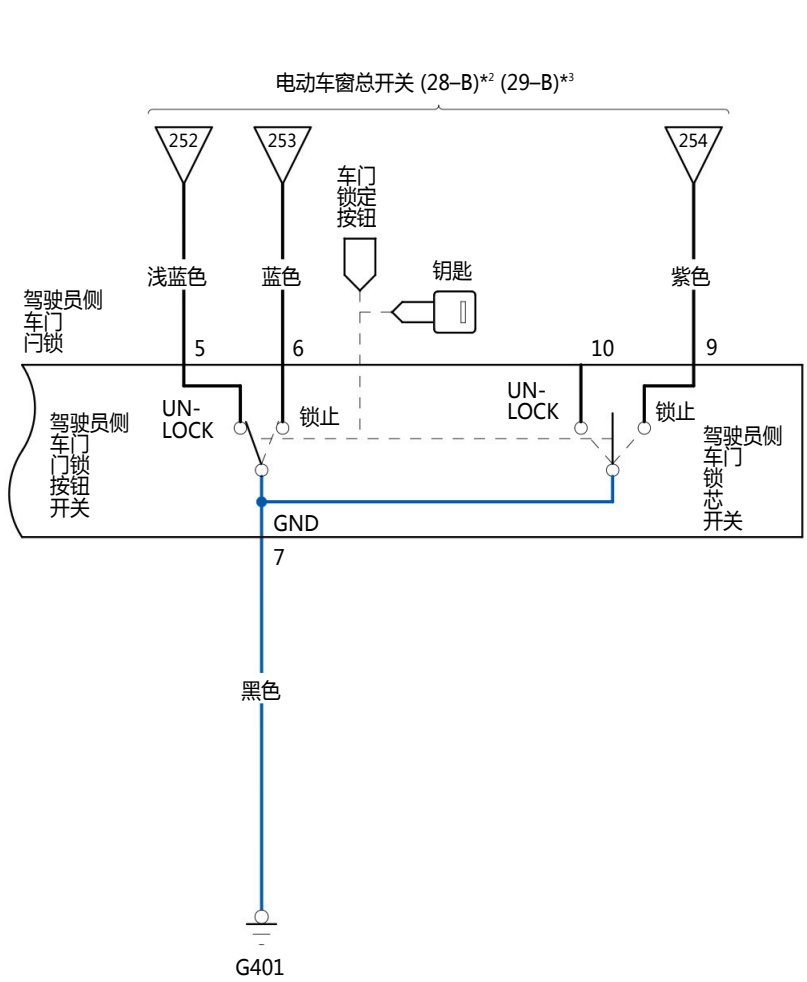 电动车窗总开关 (28–B)*2 (29–B)*3
252
253
254
车门
锁定
按钮
钥匙
浅蓝色
蓝色
紫色
驾驶员侧
车门
闩锁
5
6
10
9
UN-
LOCK
锁止
UN-
LOCK
锁止
驾驶员侧
车门
门锁
按钮
开关
驾驶员侧
车门
锁
芯
开关
GND
7
黑色
G401